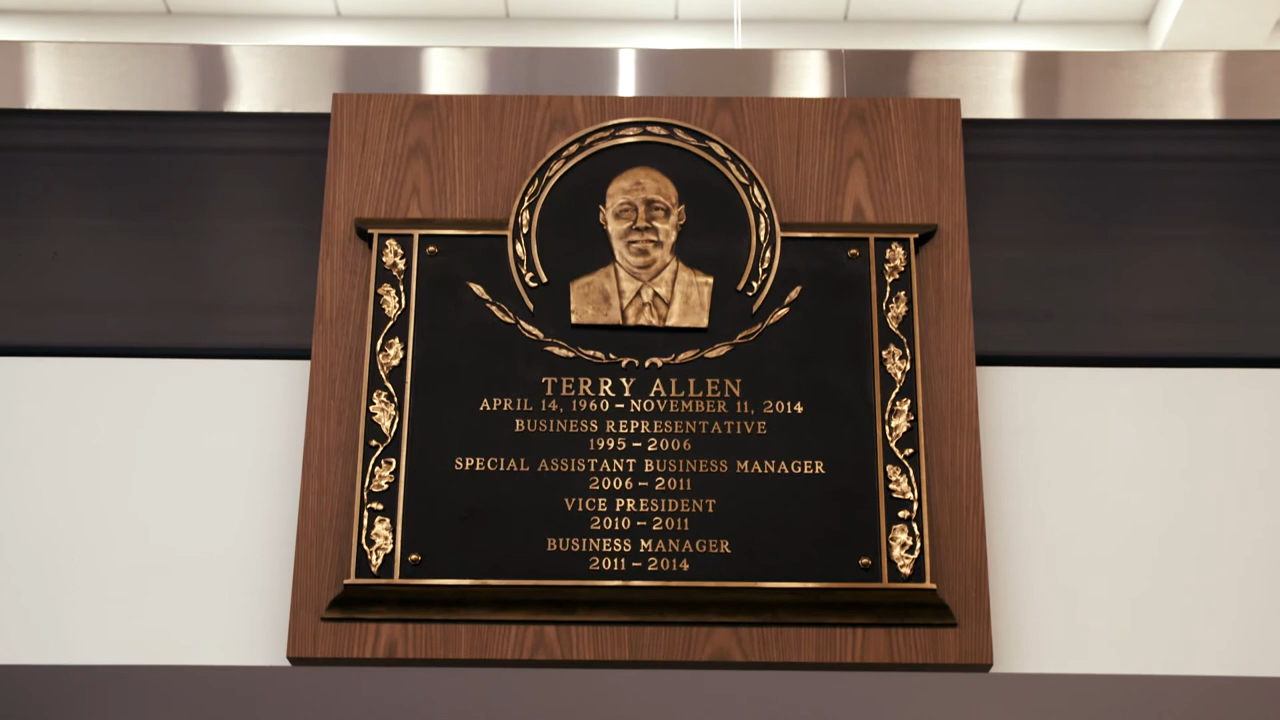 TERRY ALLEN
APRIL 14, 1960 – NOVEMBER 11, 2014
BUSINESS REPRESENTATIVE
1995 – 2006
SPECIAL ASSISTANT BUSINESS MANAGER
2006 – 2011
VICE PRESIDENT
2010 – 2011
BUSINESS MANAGER
2011 – 2014